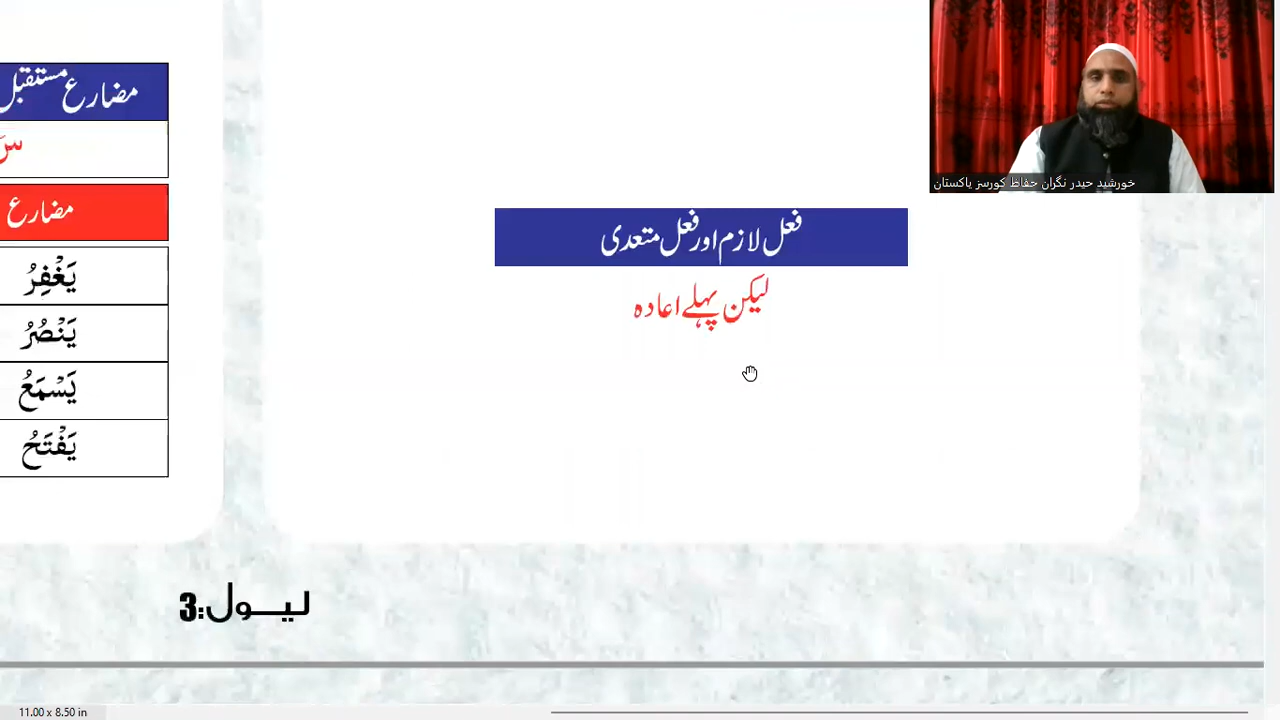 خورشید حیدر نگران حفاظ کورسز پاکستان
فعل لازم اور فعل متعدی
لیکن پہلے اعادہ
مضارع مستقبل
سَ
مضارع
يَغْفِرُ
يَنْصُرُ
يَسْمَعُ
يَفْتَحُ
لیول:3
11.00 x 8.50 in